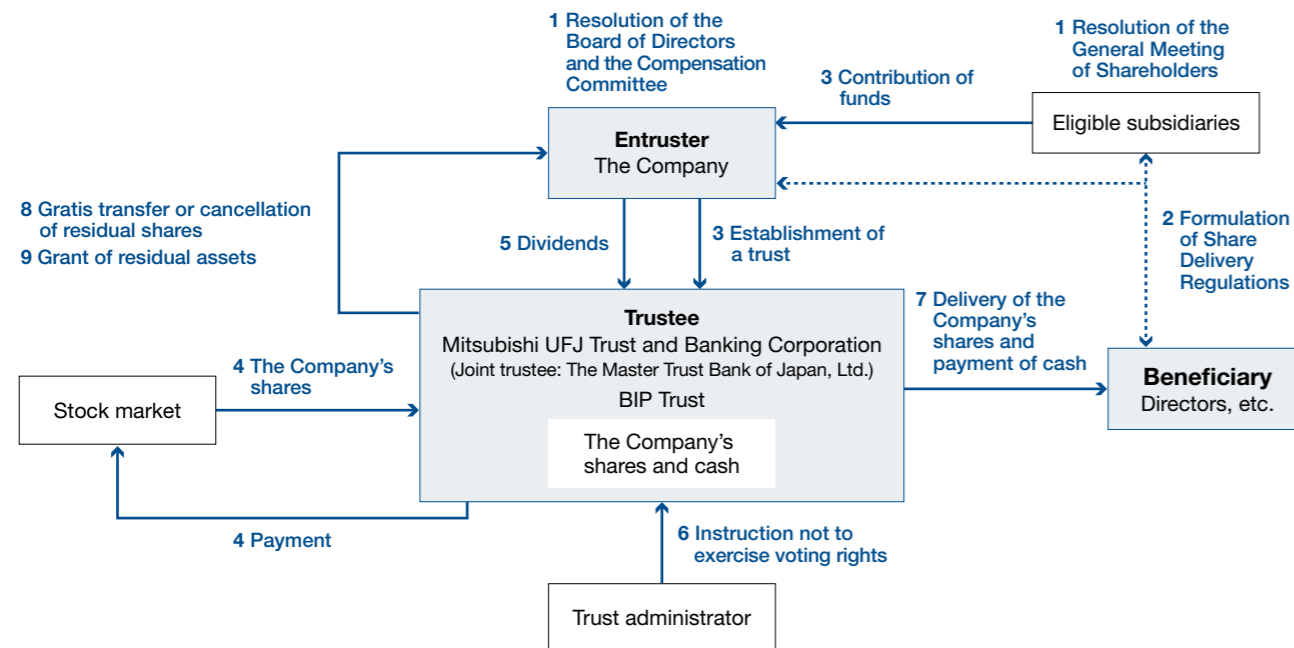 1 Resolution of the
Board of Directors
and the Compensation
Committee
1 Resolution of the
General Meeting
of Shareholders
3 Contribution of
funds
Entruster
The Company
Eligible subsidiaries
8 Gratis transfer or cancellation
of residual shares
9 Grant of residual assets
5 Dividends
3 Establishment of
a trust
2 Formulation
of Share
Delivery
Regulations
Trustee
Mitsubishi UFJ Trust and Banking Corporation
(Joint trustee: The Master Trust Bank of Japan, Ltd.)
BIP Trust
The Company's
shares and cash
7 Delivery of the
Company's
shares and
payment of cash
Beneficiary
Directors, etc.
4 The Company's
shares
Stock market
4 Payment
6 Instruction not to
exercise voting rights
Trust administrator